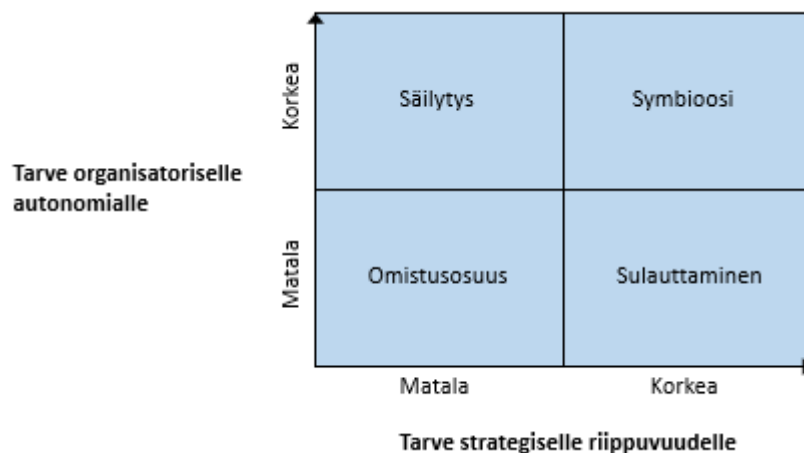 Korkea
Säilytys
Symbioosi
Tarve organisatoriselle
autonomialle
Matala
Omistusosuus
Sulauttaminen
Matala
Korkea
Tarve strategiselle riippuvuudelle